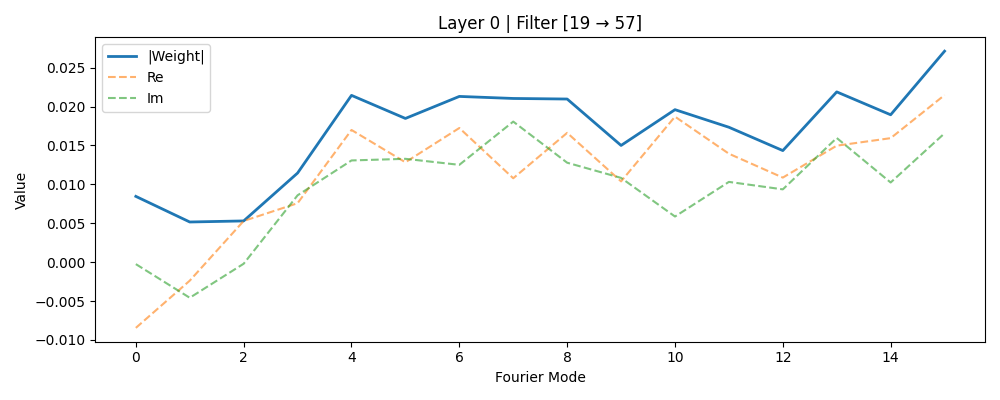 Layer 0 | Filter [19 → 57]
|Weight|
Re
Im
0.025
0.020
0.015
0.010
0.005
0.000
−0.005
−0.010
Value
0 2 4 6 8 10 12 14
Fourier Mode